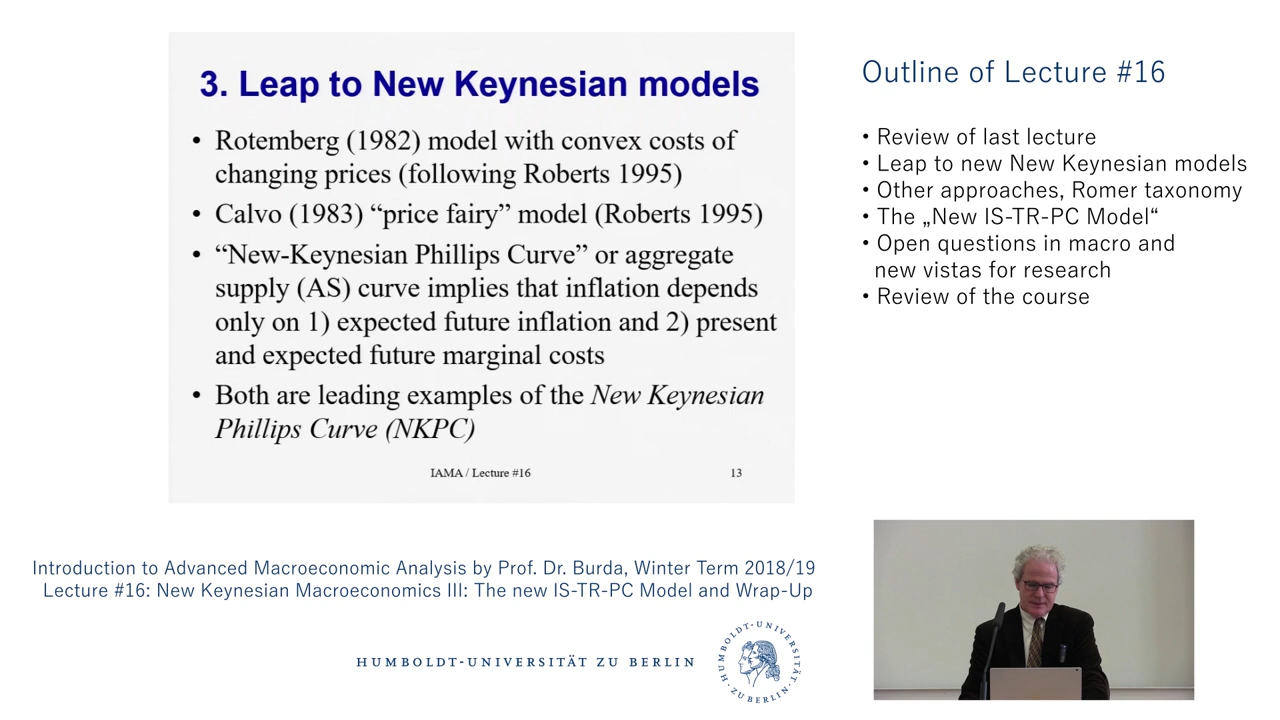 3. Leap to New Keynesian models
• Rotemberg (1982) model with convex costs of
changing prices (following Roberts 1995)
• Calvo (1983) “price fairy” model (Roberts 1995)
• “New-Keynesian Phillips Curve” or aggregate
supply (AS) curve implies that inflation depends
only on 1) expected future inflation and 2) present
and expected future marginal costs
• Both are leading examples of the New Keynesian
Phillips Curve (NKPC)
IAMA / Lecture #16
13
Outline of Lecture #16
• Review of last lecture
• Leap to new New Keynesian models
• Other approaches, Romer taxonomy
• The „New IS-TR-PC Model“
• Open questions in macro and
new vistas for research
• Review of the course
Introduction to Advanced Macroeconomic Analysis by Prof. Dr. Burda, Winter Term 2018/19
Lecture #16: New Keynesian Macroeconomics III: The new IS-TR-PC Model and Wrap-Up
HUMBOLDT-UNIVERSITÄT ZU BERLIN
HUMBOLDT-UNIVERSITÄT · ZU BERLIN ·